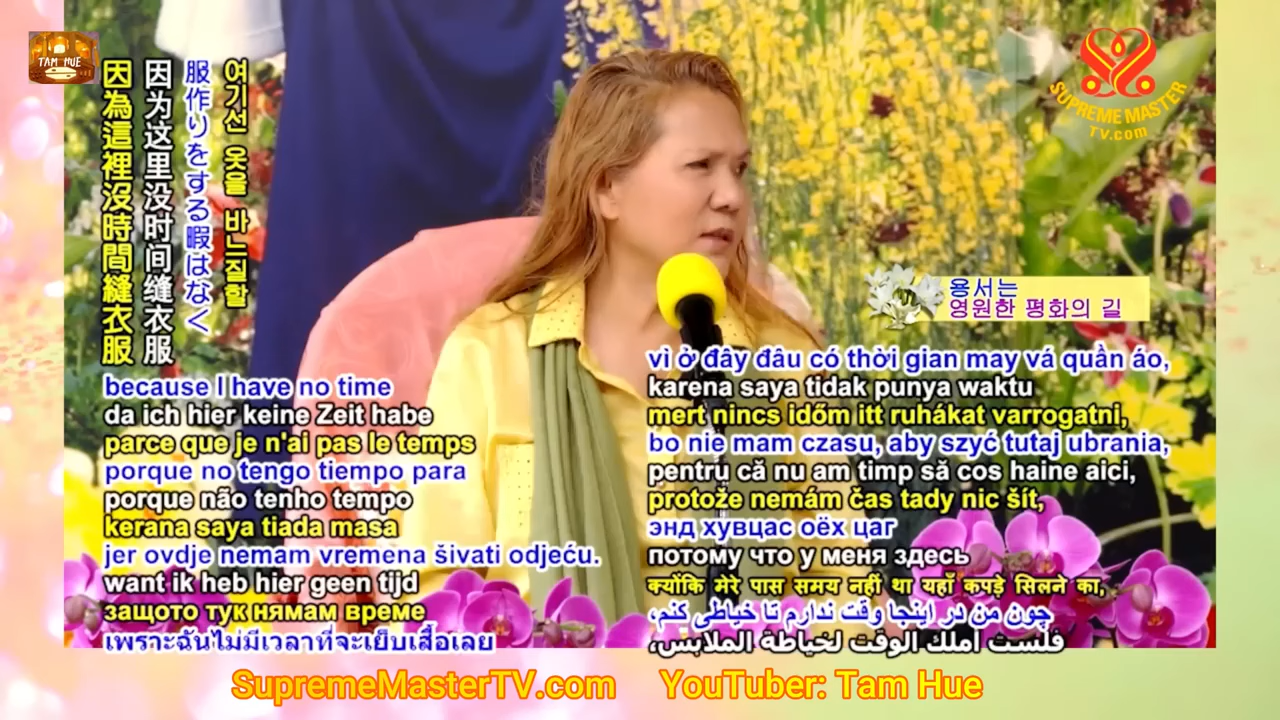 TAM HUE
SUPREME MASTER
TV.com
여기선 옷을 바느질할
服作りをする暇はなく
因为这里没时间缝衣服
因為這裡沒時間縫衣服
용서는
영원한 평화의 길
because I have no time
da ich hier keine Zeit habe
parce que je n'ai pas le temps
porque no tengo tiempo para
porque não tenho tempo
kerana saya tiada masa
jer ovdje nemam vremena šivati odjeću.
want ik heb hier geen tijd
защото тук нямам време
เพราะฉันไม่มีเวลาที่จะเย็บเสื้อเลย
vì ở đây đâu có thời gian may vá quần áo,
karena saya tidak punya waktu
mert nincs időm itt ruhákat varrogatni,
bo nie mam czasu, aby szyć tutaj ubrania,
pentru că nu am timp să cos haine aici,
protože nemám čas tady nic šít,
энд хувцас оёх цаг
потому что у меня здесь
क्योंकि मेरे पास समय नहीं था यहाँ कपड़े सिलने का,
چون من در اینجا وقت ندارم تا خیاطی کنم،
فلست أملك الوقت لخياطة الملابس،
SupremeMasterTV.com
YouTuber: Tam Hue